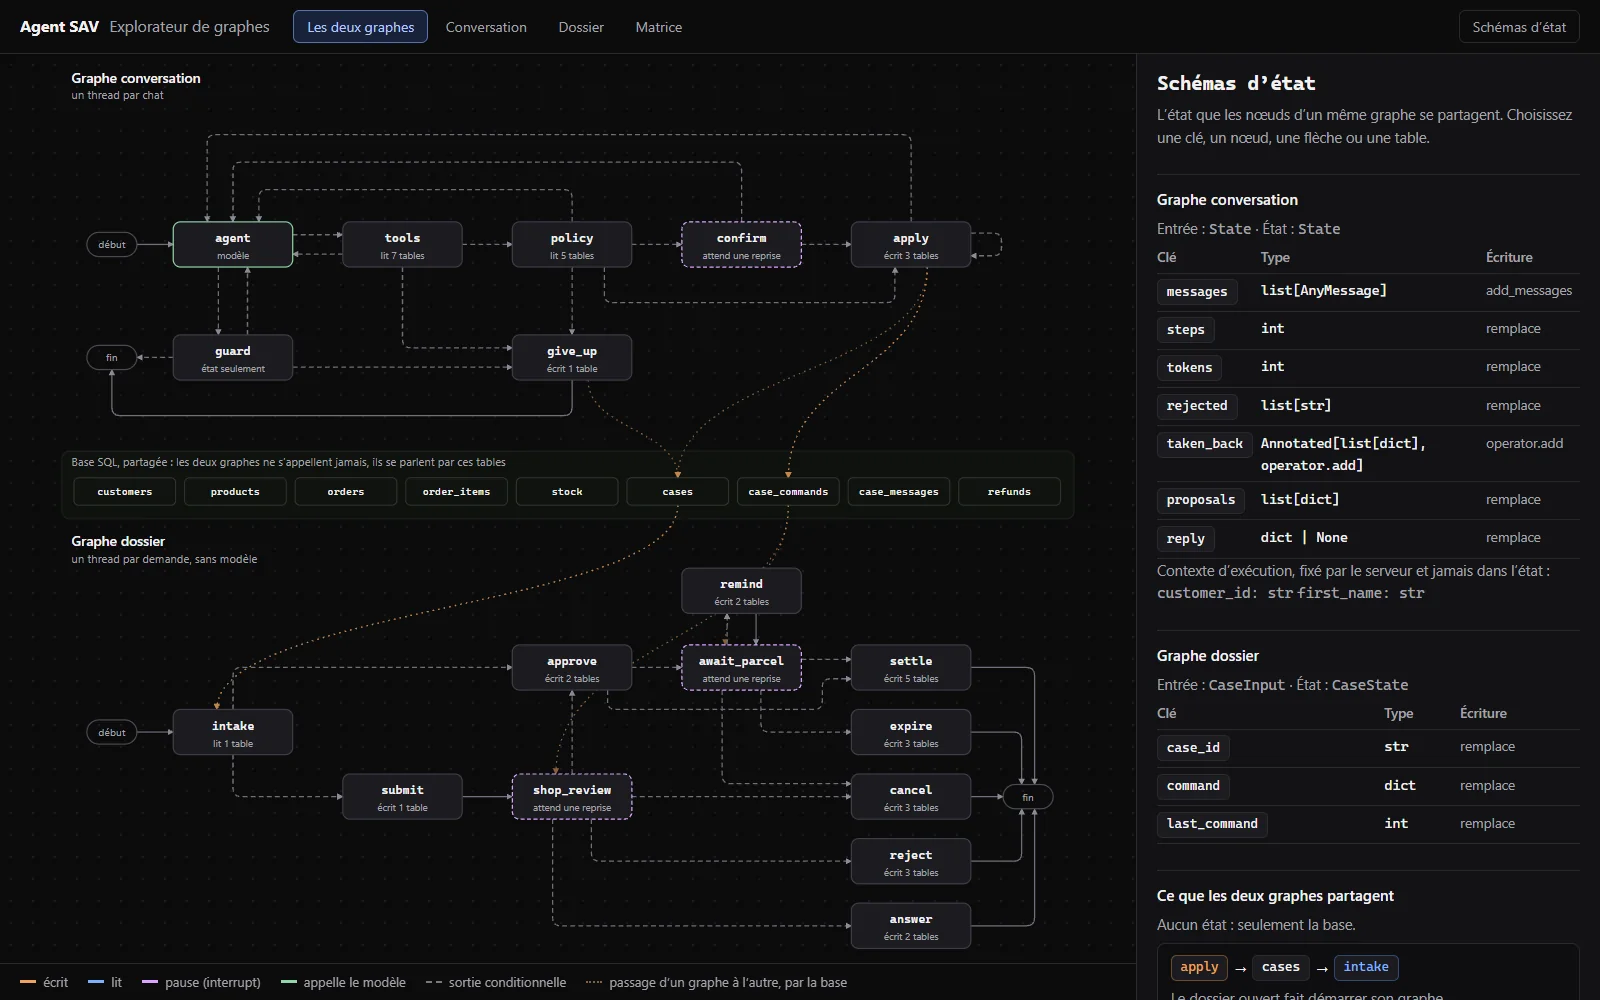 Agent SAV Explorateur de graphes Les deux graphes Conversation Dossier Matrice Schémas d’état
Graphe conversation
un thread par chat
début
agent
modèle
tools
lit 7 tables
policy
lit 5 tables
confirm
attend une reprise
apply
écrit 3 tables
fin
guard
état seulement
give_up
écrit 1 table
Base SQL, partagée : les deux graphes ne s’appellent jamais, ils se parlent par ces tables
customers products orders order_items stock cases case_commands case_messages refunds
Graphe dossier
un thread par demande, sans modèle
remind
écrit 2 tables
approve
écrit 2 tables
await_parcel
attend une reprise
settle
écrit 5 tables
début
intake
lit 1 table
expire
écrit 3 tables
submit
écrit 1 table
shop_review
attend une reprise
cancel
écrit 3 tables
fin
reject
écrit 3 tables
answer
écrit 2 tables
écrit lit pause (interrupt) appelle le modèle sortie conditionnelle passage d’un graphe à l’autre, par la base
Schémas d’état
L’état que les nœuds d’un même graphe se partagent. Choisissez
une clé, un nœud, une flèche ou une table.
Graphe conversation
Entrée : State · État : State
Clé Type Écriture
messages list[AnyMessage] add_messages
steps int remplace
tokens int remplace
rejected list[str] remplace
taken_back Annotated[list[dict], operator.add
operator.add]
proposals list[dict] remplace
reply dict | None remplace
Contexte d’exécution, fixé par le serveur et jamais dans l’état :
customer_id: str first_name: str
Graphe dossier
Entrée : CaseInput · État : CaseState
Clé Type Écriture
case_id str remplace
command dict remplace
last_command int remplace
Ce que les deux graphes partagent
Aucun état : seulement la base.
apply → cases → intake
Le dossier ouvert fait démarrer son graphe